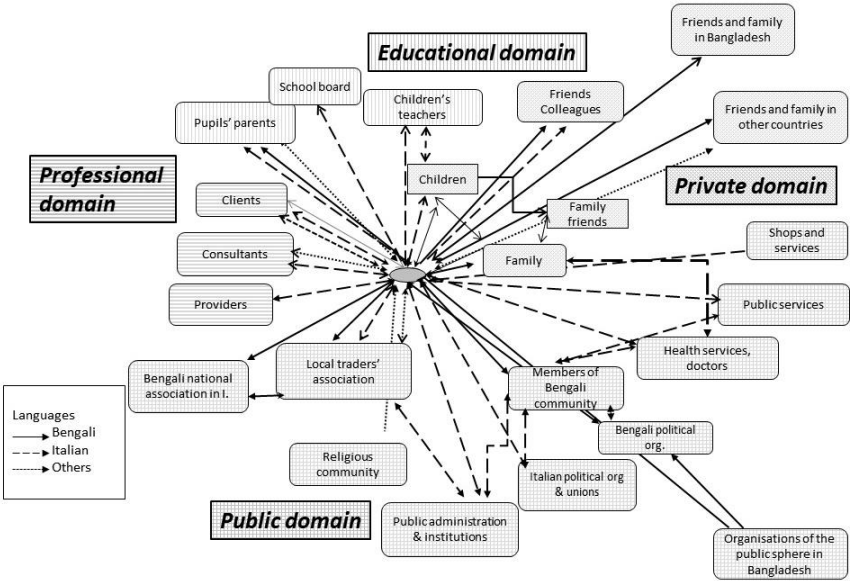 Friends and family
in Bangladesh
Educational domain
School board
Children's
teachers
Friends
Colleagues
Pupils' parents
Friends and family in
other countries
Professional
domain
Children
Private domain
Clients
Family
friends
Shops and
services
Consultants
Family
Providers
Public services
Health services,
doctors
Bengali national
association in I.
Local traders'
association
Members of
Bengali
community
Languages
Bengali
Italian
Others
Bengali political
org.
Religious
community
Italian political org
& unions
Public domain
Public administration
& institutions
Organisations of the
public sphere in
Bangladesh